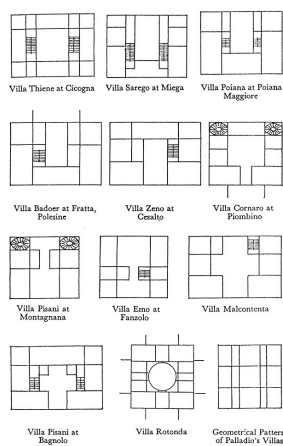 Villa Thiene at Cicogna
Villa Sarego at Miega
Villa Poiana at Poiana
Maggiore
Villa Badoer at Fratta,
Polesine
Villa Zeno at
Cesalto
Villa Cornaro at
Piombino
Villa Pisani at
Montagnana
Villa Emo at
Fanzolo
Villa Malcontenta
Villa Pisani at
Bagnolo
Villa Rotonda
Geometrical Pattern
of Palladio's Villas